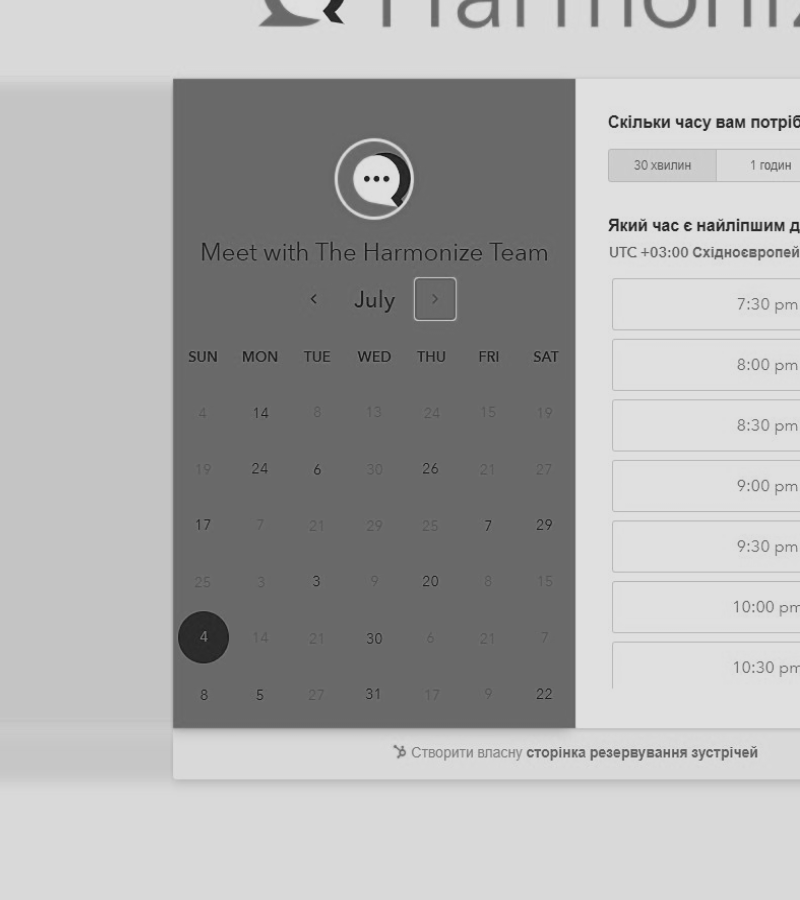 Harmoniz
Meet with The Harmonize Team
July
SUN MON TUE WED THU FRI SAT
4 14 8 13 24 15 19
19 24 6 30 26 21 27
17 7 21 29 25 7 29
25 3 3 9 20 8 15
4 14 21 30 6 21 7
8 5 27 31 17 9 22
Скільки часу вам потріб
30 хвилин 1 годин
Який час є найліпшим д
UTC +03:00 Східноєвропей
7:30 pm
8:00 pm
8:30 pm
9:00 pm
9:30 pm
10:00 pm
10:30 pm
Створити власну сторінка резервування зустрічей